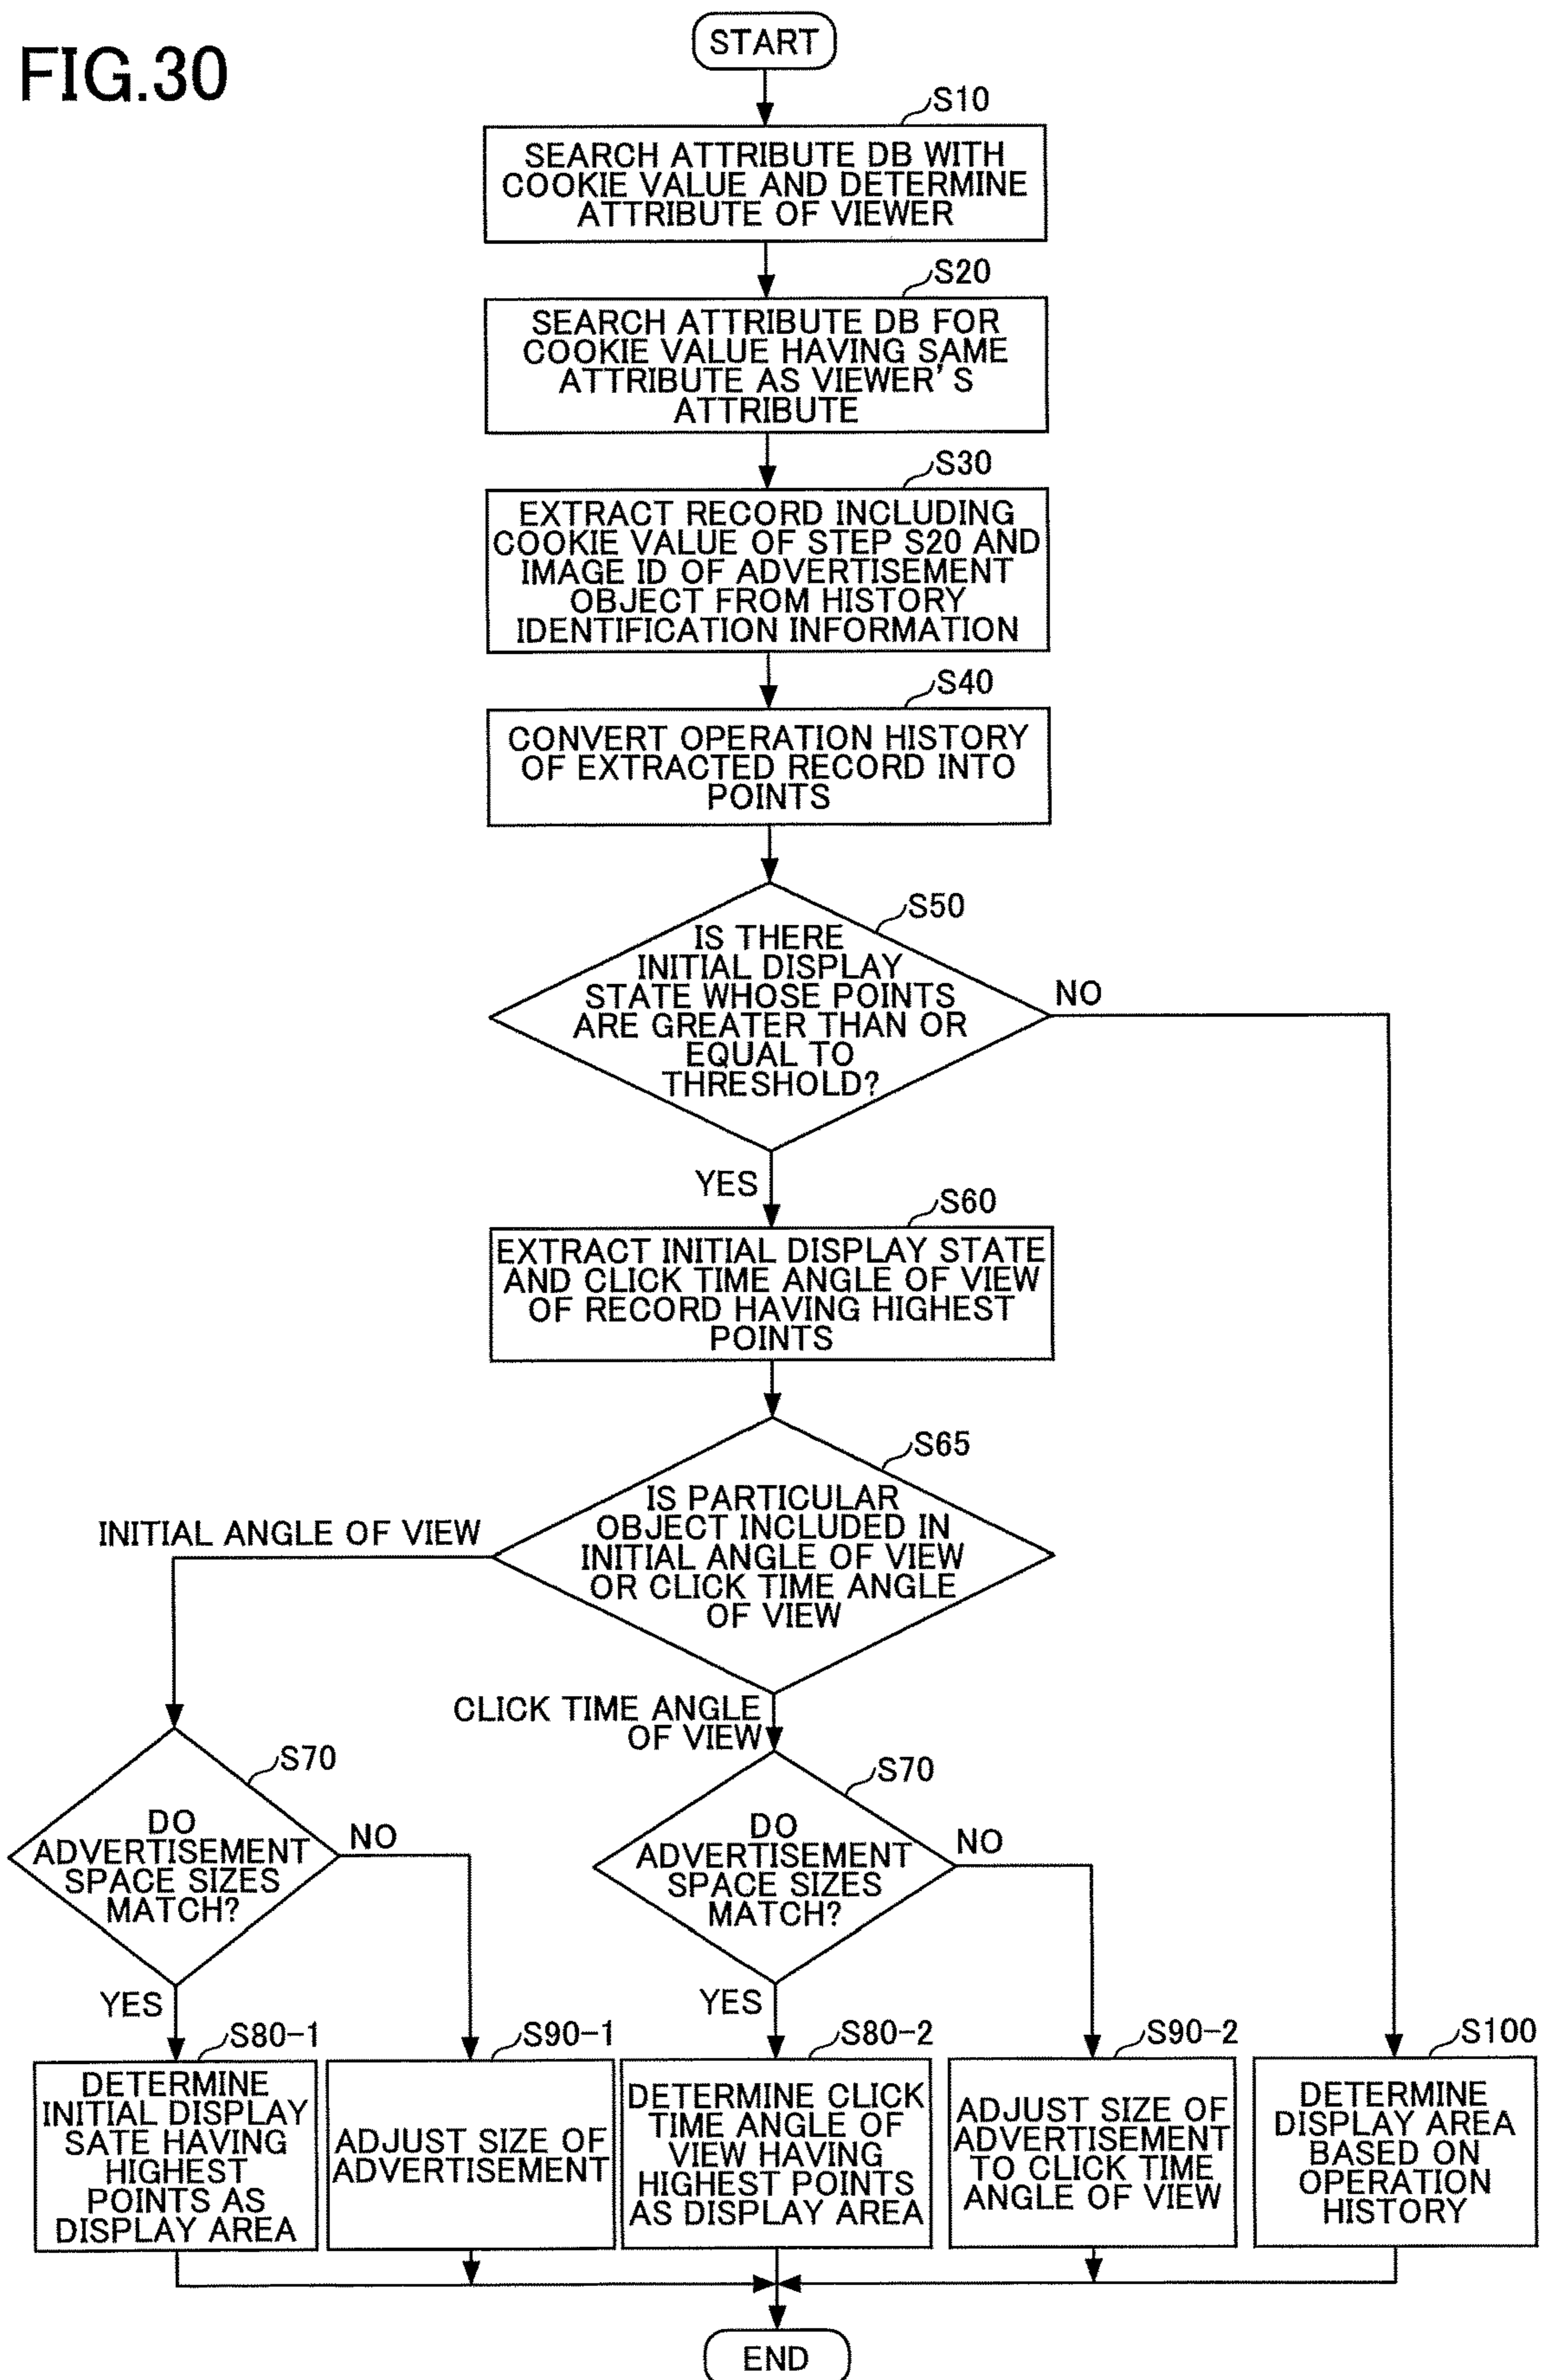 FIG.30
START
S10
SEARCH ATTRIBUTE DB WITH
COOKIE VALUE AND DETERMINE
ATTRIBUTE OF VIEWER
S20
SEARCH ATTRIBUTE DB FOR
COOKIE VALUE HAVING SAME
ATTRIBUTE AS VIEWER'S
ATTRIBUTE
S30
EXTRACT RECORD INCLUDING
COOKIE VALUE OF STEP S20 AND
IMAGE ID OF ADVERTISEMENT
OBJECT FROM HISTORY
IDENTIFICATION INFORMATION
S40
CONVERT OPERATION HISTORY
OF EXTRACTED RECORD INTO
POINTS
S50
IS THERE
INITIAL DISPLAY
STATE WHOSE POINTS
ARE GREATER THAN OR
EQUAL TO
THRESHOLD?
NO
YES
S60
EXTRACT INITIAL DISPLAY STATE
AND CLICK TIME ANGLE OF VIEW
OF RECORD HAVING HIGHEST
POINTS
S65
IS PARTICULAR
OBJECT INCLUDED IN
INITIAL ANGLE OF VIEW
OR CLICK TIME ANGLE
OF VIEW
INITIAL ANGLE OF VIEW
CLICK TIME ANGLE
OF VIEW
S70
DO
ADVERTISEMENT
SPACE SIZES
MATCH?
NO
YES
S70
DO
ADVERTISEMENT
SPACE SIZES
MATCH?
NO
YES
S80-1
DETERMINE
INITIAL DISPLAY
SATE HAVING
HIGHEST
POINTS AS
DISPLAY AREA
S90-1
ADJUST SIZE OF
ADVERTISEMENT
S80-2
DETERMINE CLICK
TIME ANGLE OF
VIEW HAVING
HIGHEST POINTS
AS DISPLAY AREA
S90-2
ADJUST SIZE OF
ADVERTISEMENT
TO CLICK TIME
ANGLE OF VIEW
S100
DETERMINE
DISPLAY AREA
BASED ON
OPERATION
HISTORY
END